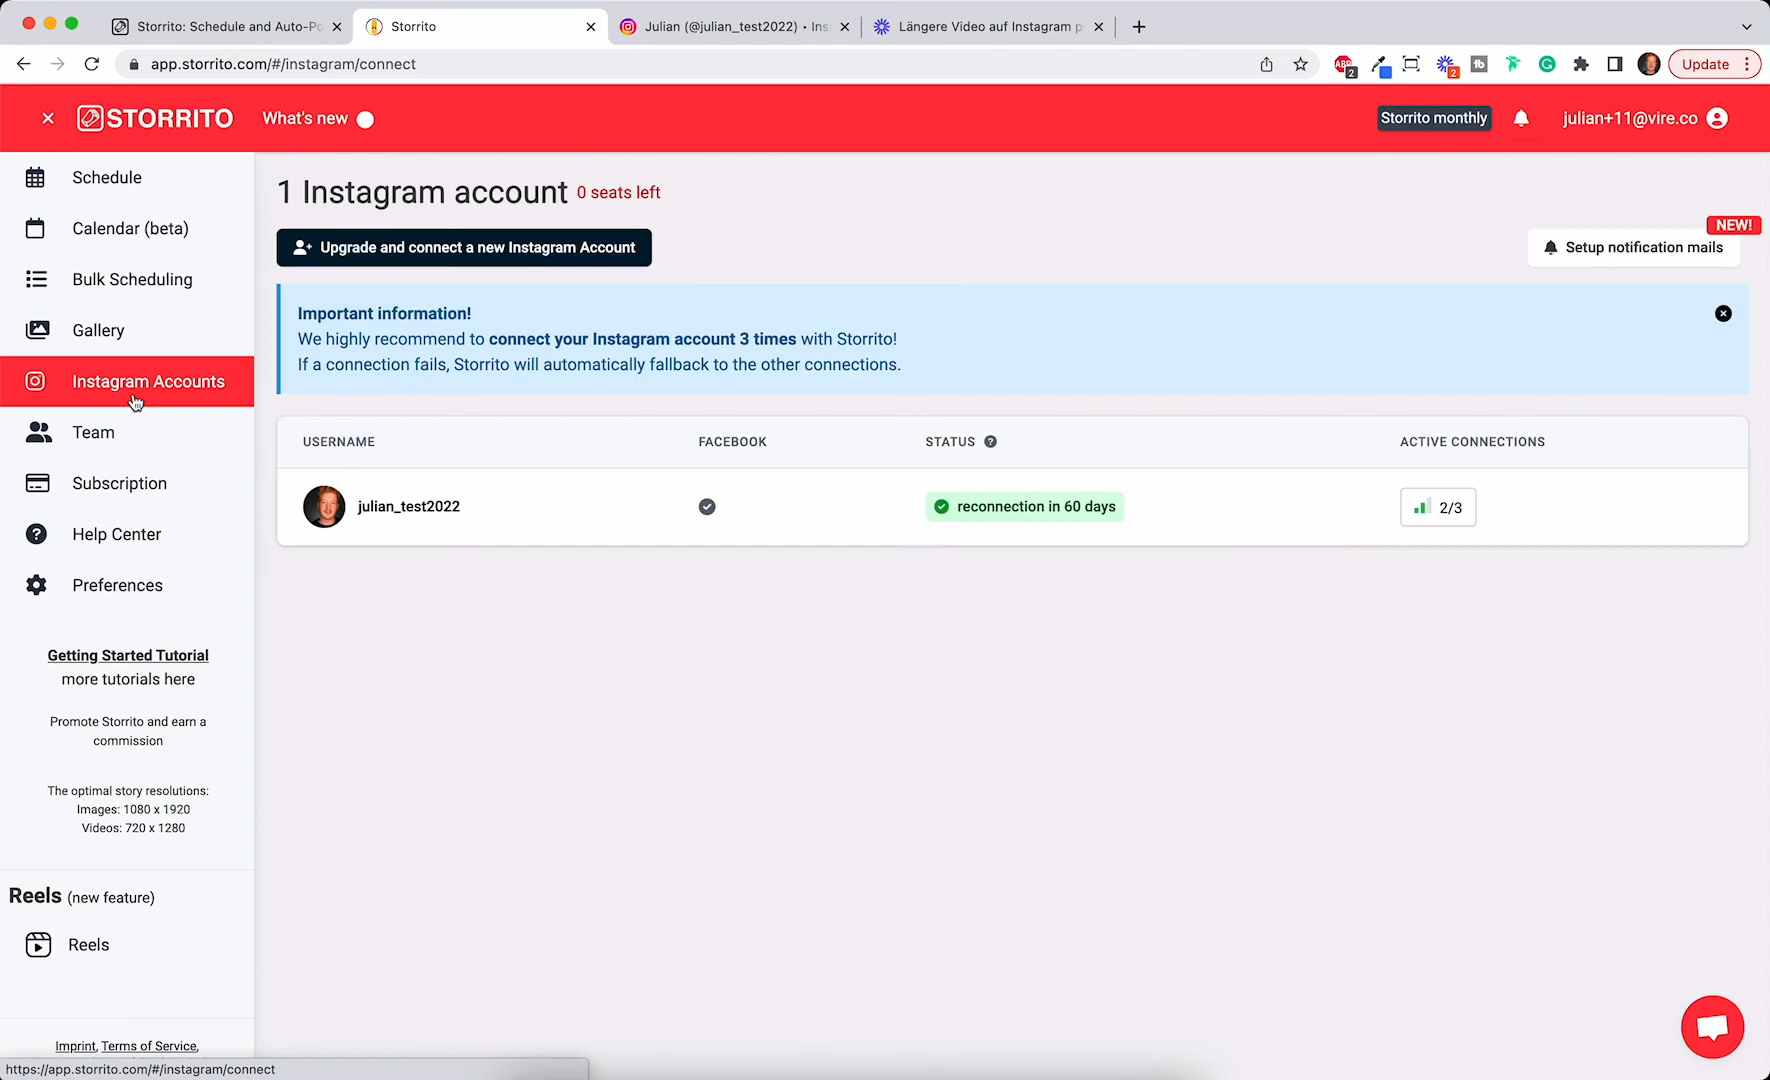 Storrito: Schedule and Auto-Po
Storrito
Julian (@julian_test2022) • Ins
Längere Video auf Instagram p
app.storrito.com/#/instagram/connect
ABP
2
2
tb
G
Update
STORRITO
What's new
Storrito monthly
julian+11@vire.co
Schedule
Calendar (beta)
Bulk Scheduling
Gallery
Instagram Accounts
Team
Subscription
Help Center
Preferences
Getting Started Tutorial
more tutorials here
Promote Storrito and earn a
commission
The optimal story resolutions:
Images: 1080 x 1920
Videos: 720 x 1280
Reels (new feature)
Reels
Imprint, Terms of Service,
https://app.storrito.com/#/instagram/connect
1 Instagram account 0 seats left
Upgrade and connect a new Instagram Account
NEW!
Setup notification mails
Important information!
We highly recommend to connect your Instagram account 3 times with Storrito!
If a connection fails, Storrito will automatically fallback to the other connections.
USERNAME FACEBOOK STATUS ? ACTIVE CONNECTIONS
julian_test2022 reconnection in 60 days 2/3